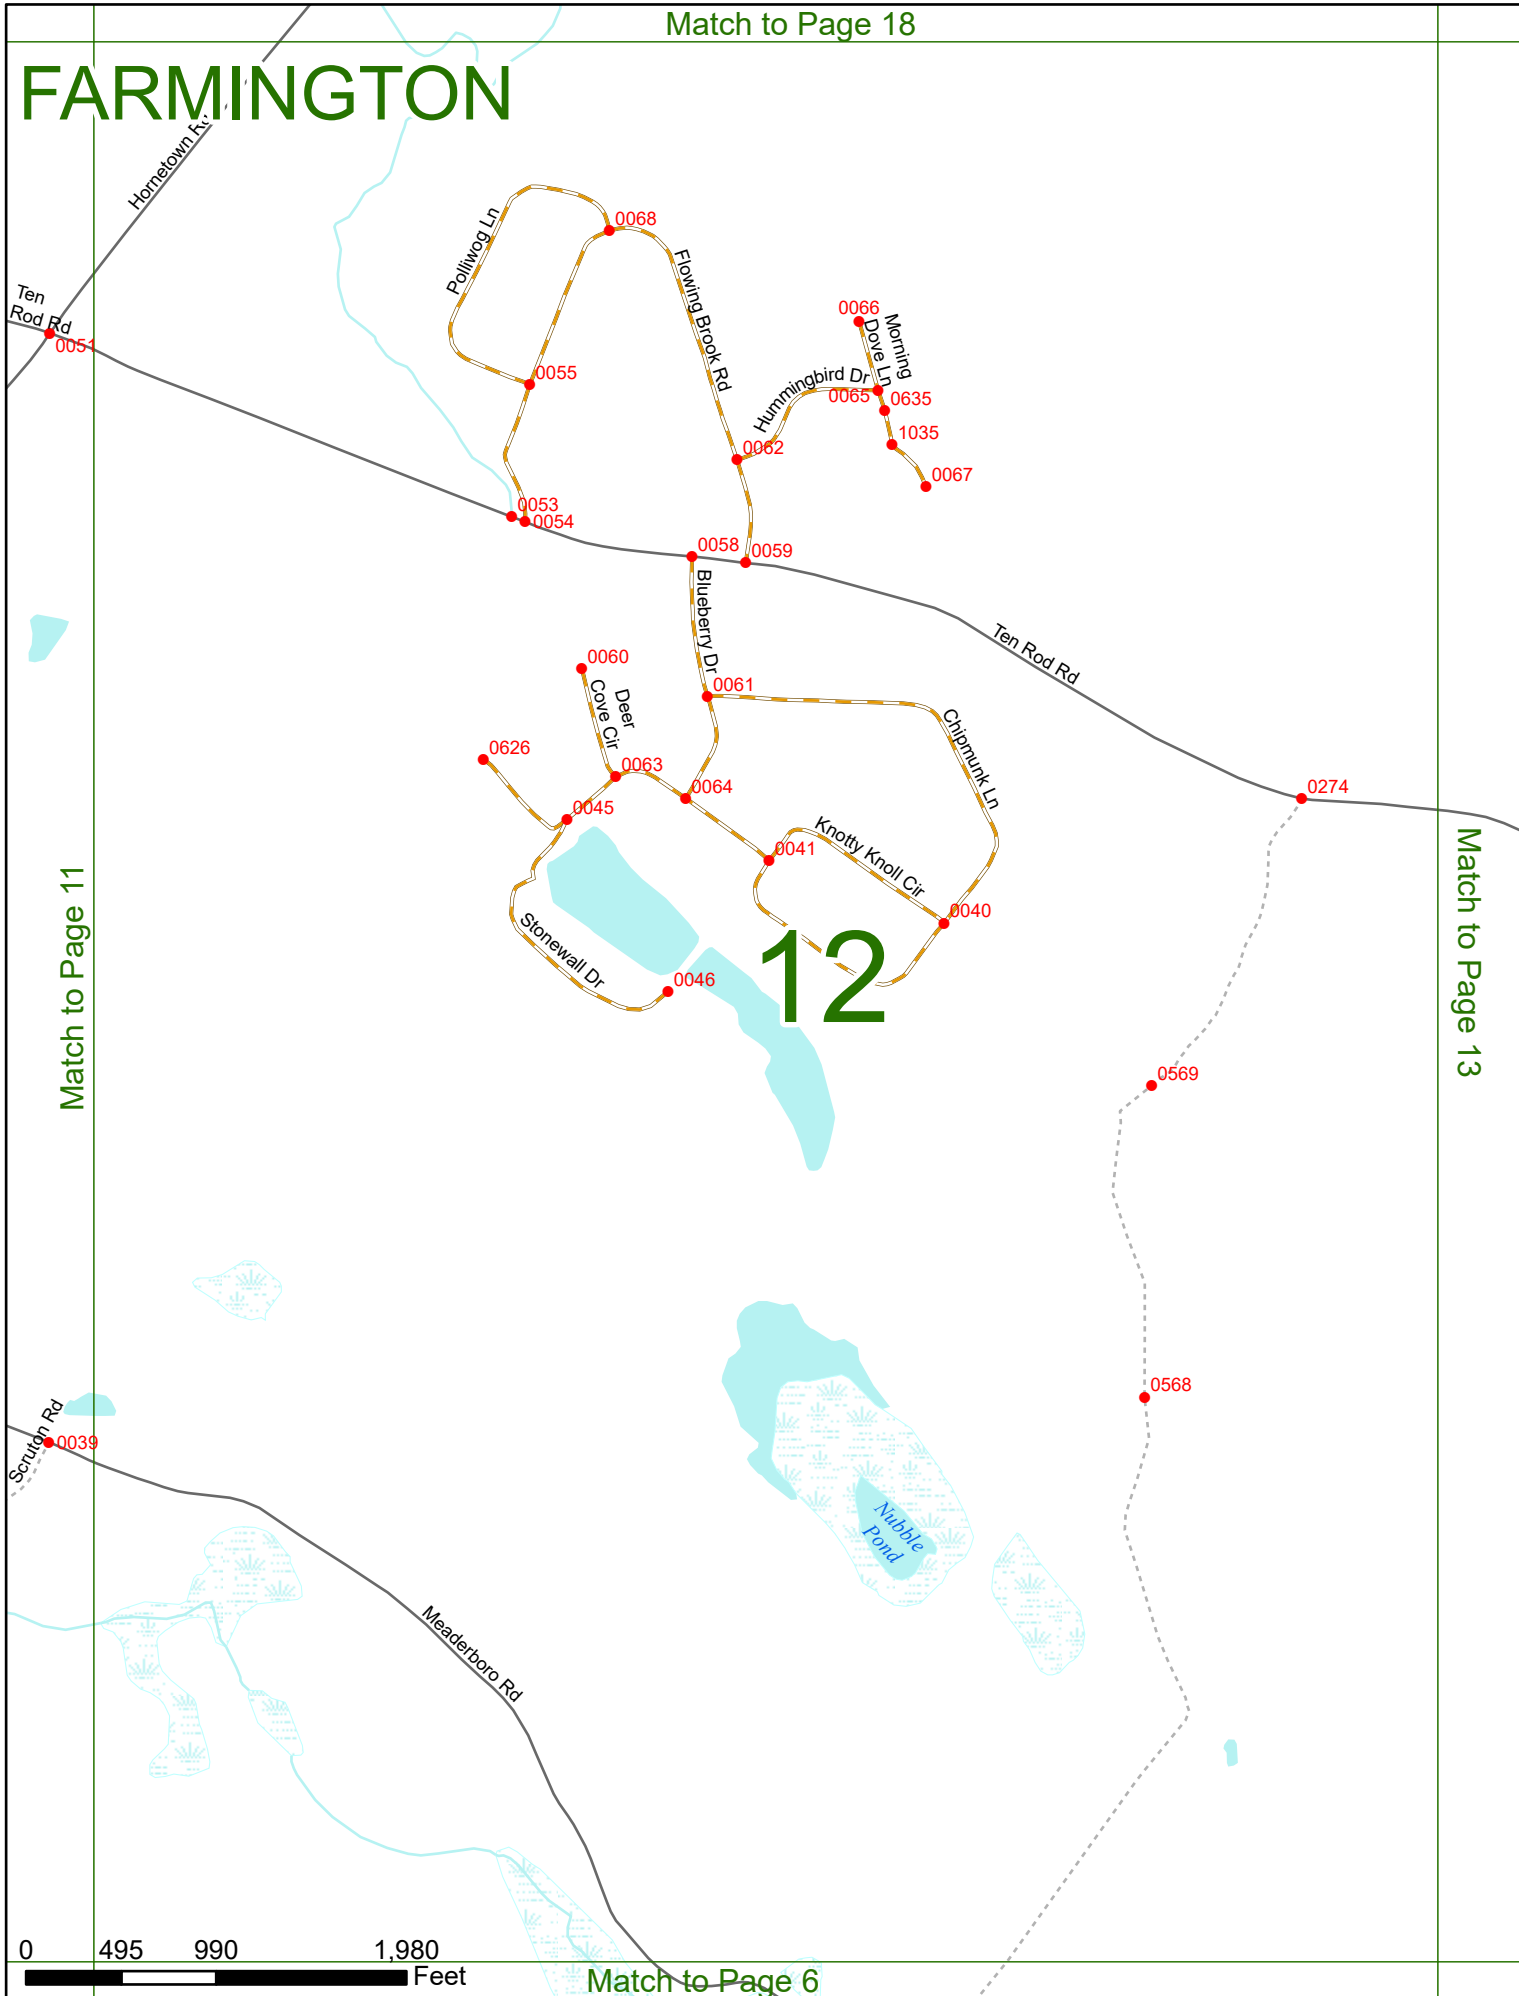 Match to Page 18
FARMINGTON
Hornetown Rd
Polliwog Ln
0068
Flowing Brook Rd
Ten
Rod Rd
0051
0066
Morning
Dove Ln
Hummingbird Dr
0065
0635
0055
1035
0062
0067
0053
0054
0058
0059
Blueberry Dr
Ten Rod Rd
0060
Deer
Cove Cir
0061
Chipmunk Ln
0626
0063
0064
0274
0045
Knotty Knoll Cir
0041
Match to Page 11
Match to Page 13
0040
Stonewall Dr
12
0046
0569
0568
Scruton Rd
0039
Nubble
Pond
Meaderboro Rd
0 495 990 1,980
Feet
Match to Page 6